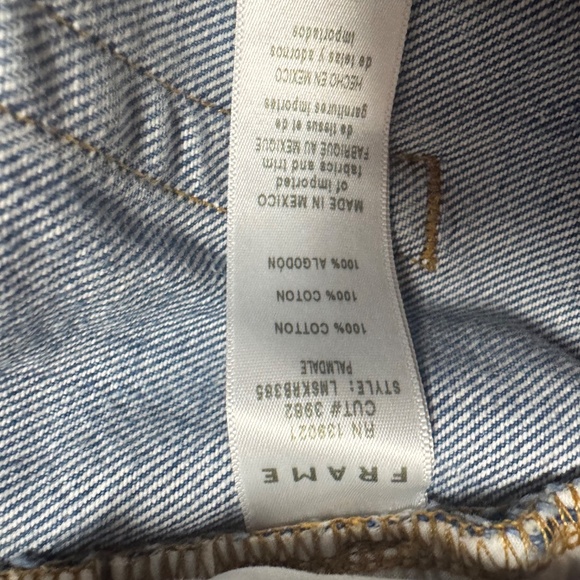 FRAME
RN 139021
CUT# 3982
STYLE: LMSKRB385
PALMDALE
100% COTTON
100% COTON
100% ALGODÓN
MADE IN MEXICO
of imported
fabrics and trim
FABRIQUE AU MEXIQUE
de tissus et de
garnitures importés
HECHO EN MEXICO
de telas y adornos
importados